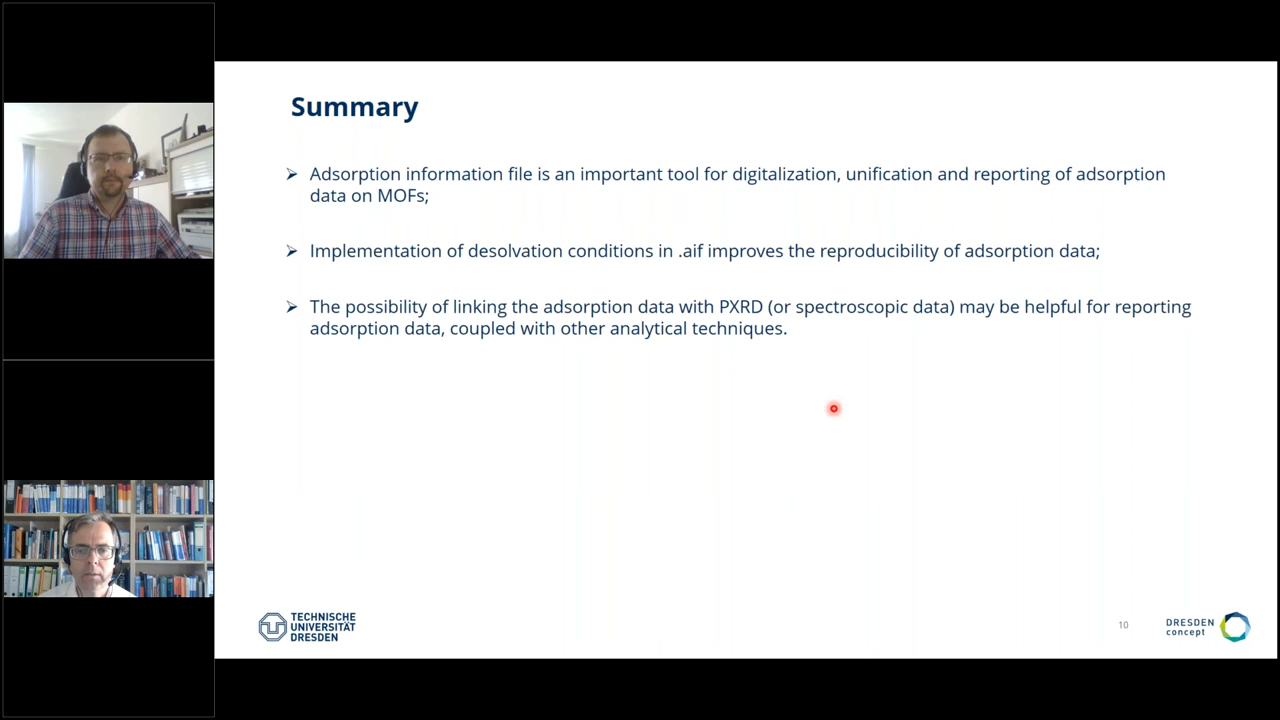 Summary
➢ Adsorption information file is an important tool for digitalization, unification and reporting of adsorption
data on MOFs;
➢ Implementation of desolvation conditions in .aif improves the reproducibility of adsorption data;
➢ The possibility of linking the adsorption data with PXRD (or spectroscopic data) may be helpful for reporting
adsorption data, coupled with other analytical techniques.
TECHNISCHE
UNIVERSITÄT
DRESDEN
10
DRESDEN
concept